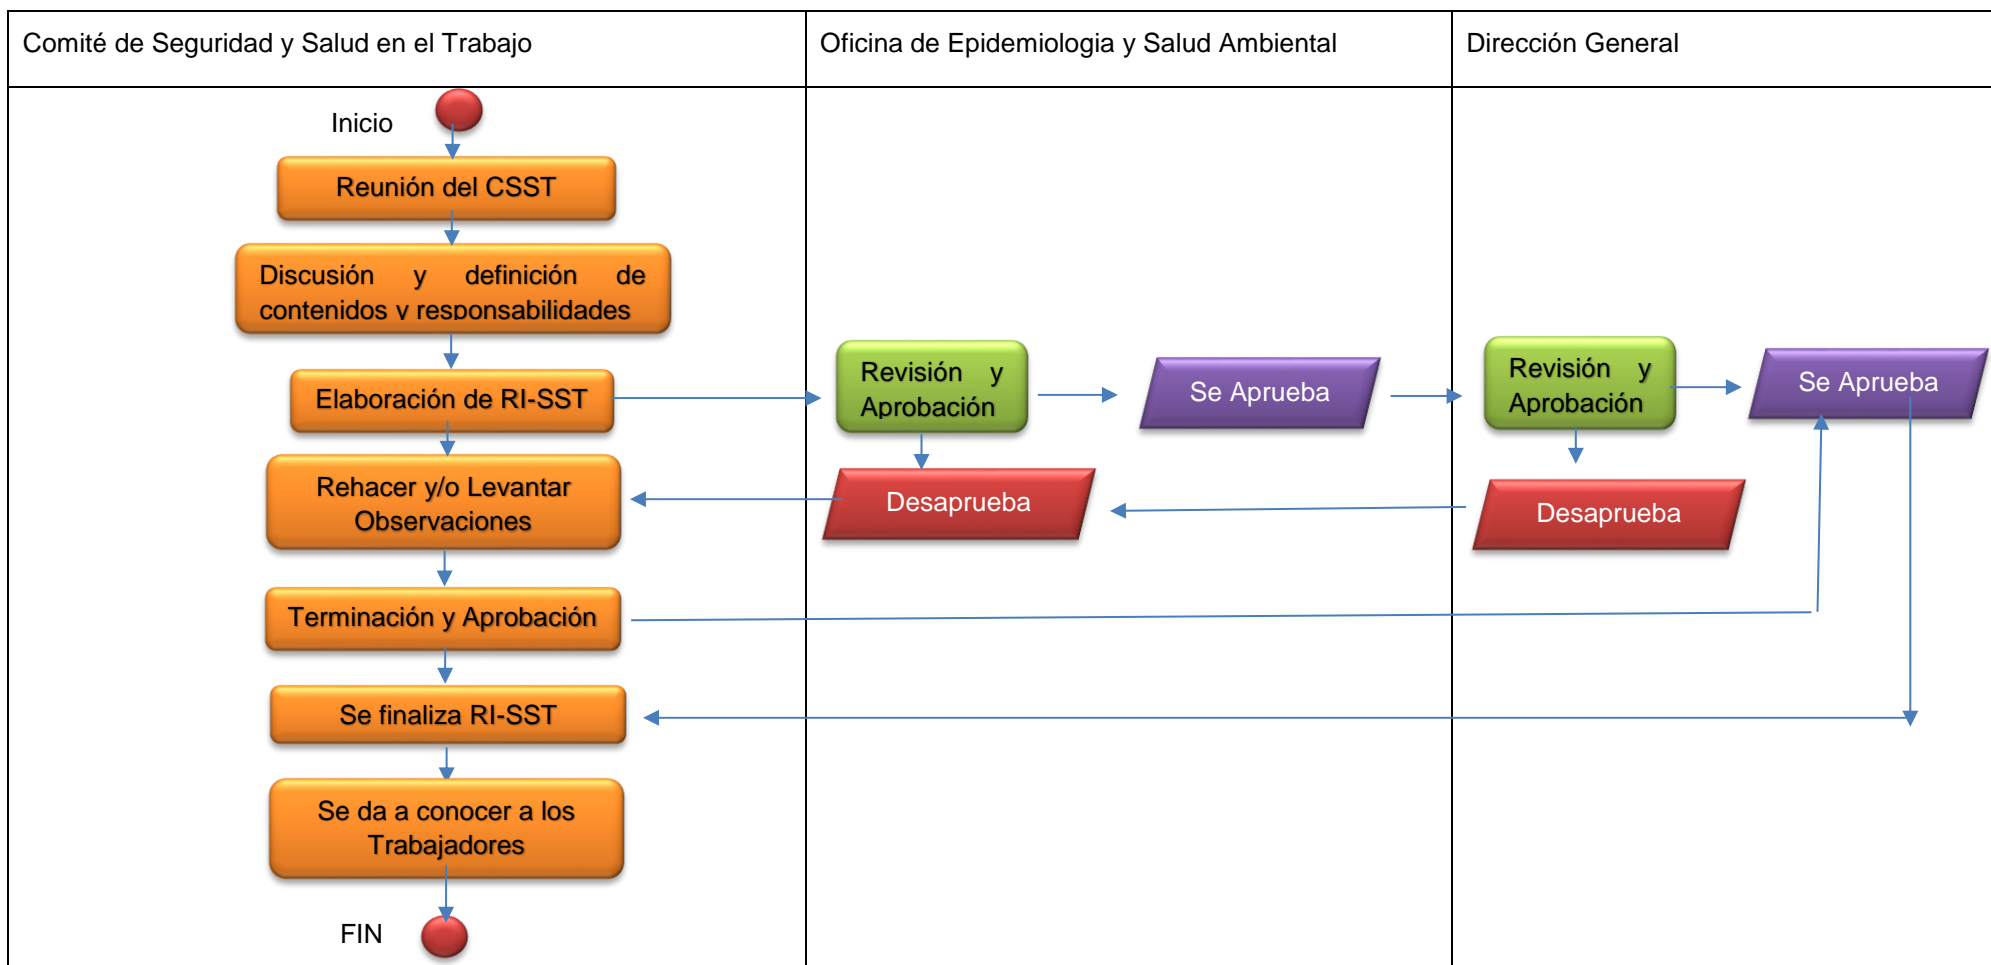 Comité de Seguridad y Salud en el Trabajo
Oficina de Epidemiologia y Salud Ambiental
Dirección General
Inicio
Reunión del CSST
Discusión y definición de
contenidos y responsabilidades
Elaboración de RI-SST
Rehacer y/o Levantar
Observaciones
Terminación y Aprobación
Se finaliza RI-SST
Se da a conocer a los
Trabajadores
FIN
Revisión y
Aprobación
Se Aprueba
Desaprueba
Revisión y
Aprobación
Se Aprueba
Desaprueba